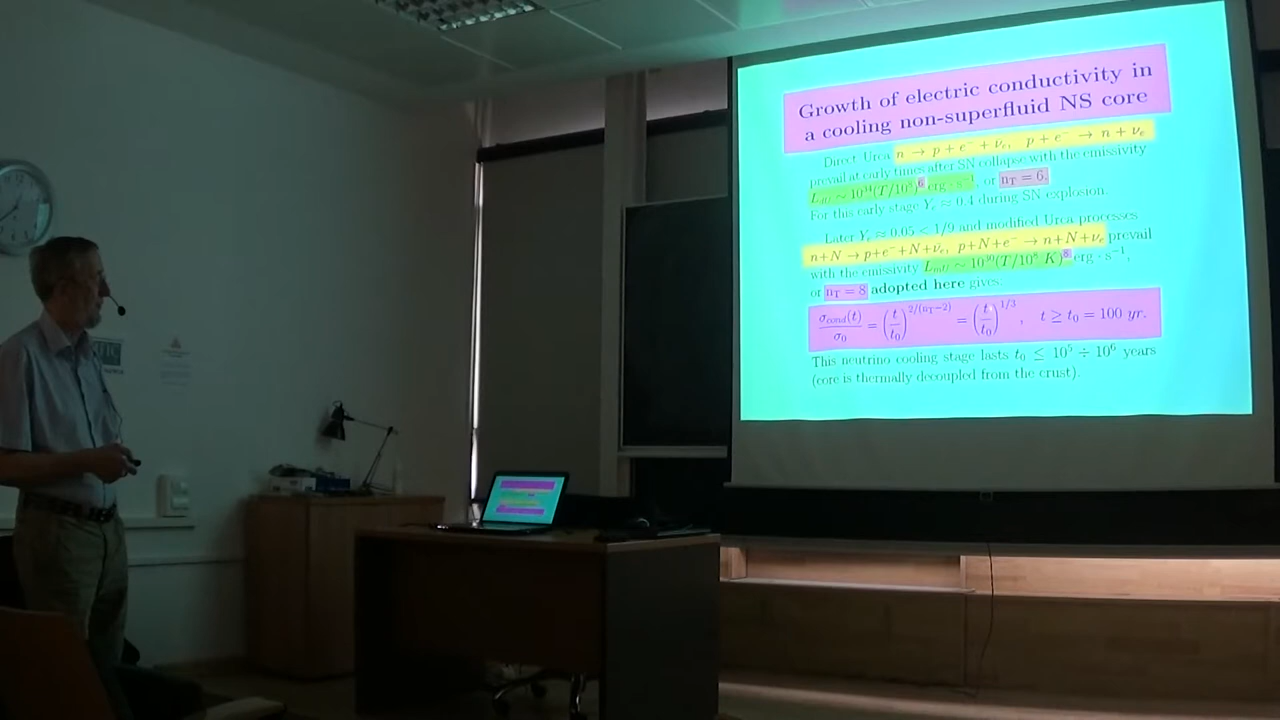 Growth of electric conductivity in
a cooling non-superfluid NS core
Direct Urca n → p + e⁻ + ν̄ₑ, p + e⁻ → n + νₑ
prevail at early times after SN collapse with the emissivity
10¹⁴(T/10⁸)⁶ erg · s⁻¹, or n_T = 6.
For this early stage Yₑ ≈ 0.4 during SN explosion.
Later Yₑ ≈ 0.05 < 1/9 and modified Urca processes
n+N → p+e⁻+N+ν̄ₑ, p+N+e⁻ → n+N+νₑ prevail
with the emissivity L_mU ∼ 10³⁰(T/10⁸ K)⁸ erg · s⁻¹,
or n_T = 8 adopted here gives:
σ_cond(t)/σ₀ = (t/t₀)^{2/(n_T−2)} = (t/t₀)^{1/3}, t ≥ t₀ = 100 yr.
This neutrino cooling stage lasts t₀ ≤ 10⁵ ÷ 10⁶ years
(core is thermally decoupled from the crust).